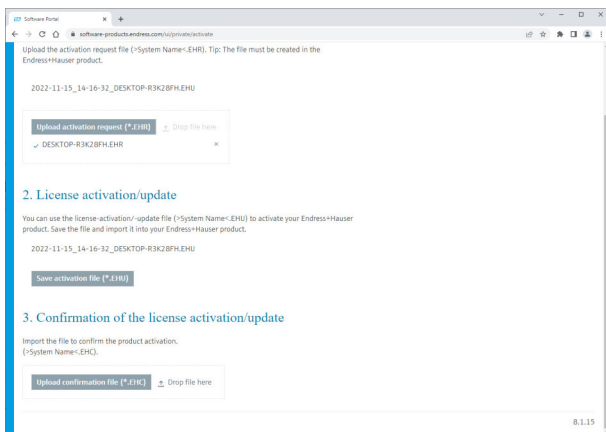 Software Portal
software-products.endress.com/ui/private/activate
Upload the activation request file (>System Name<.EHR). Tip: The file must be created in the
Endress+Hauser product.
2022-11-15_14-16-32_DESKTOP-R3K28FH.EHU
Upload activation request (*.EHR) Drop file here
DESKTOP-R3K28FH.EHR
2. License activation/update
You can use the license-activation/-update file (>System Name<.EHU) to activate your Endress+Hauser
product. Save the file and import it into your Endress+Hauser product.
2022-11-15_14-16-32_DESKTOP-R3K28FH.EHU
Save activation file (*.EHU)
3. Confirmation of the license activation/update
Import the file to confirm the product activation.
(>System Name<.EHC).
Upload confirmation file (*.EHC) Drop file here
8.1.15